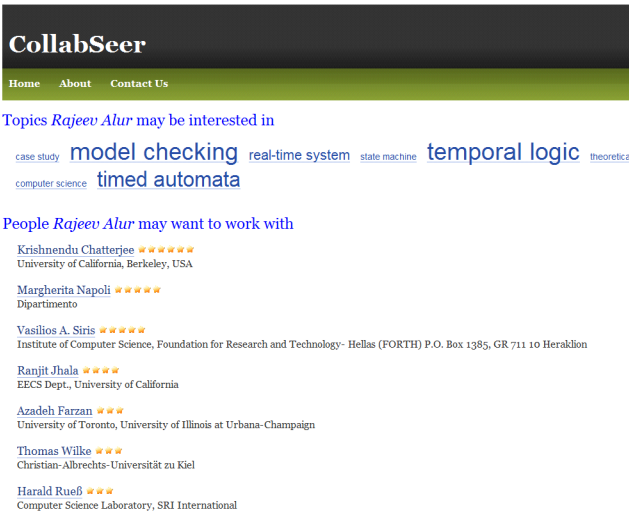 CollabSeer
Home About Contact Us
Topics Rajeev Alur may be interested in
case study model checking real-time system state machine temporal logic
computer science timed automata
People Rajeev Alur may want to work with
Krishnendu Chatterjee
University of California, Berkeley, USA
Margherita Napoli
Dipartimento
Vasilios A. Siris
Institute of Computer Science, Foundation for Research and Technology- Hellas (FORTH) P.O. Box 1385, GR 711 10 Heraklion
Ranjit Jhala
EECS Dept., University of California
Azadeh Farzan
University of Toronto, University of Illinois at Urbana-Champaign
Thomas Wilke
Christian-Albrechts-Universität zu Kiel
Harald Rueß
Computer Science Laboratory, SRI International